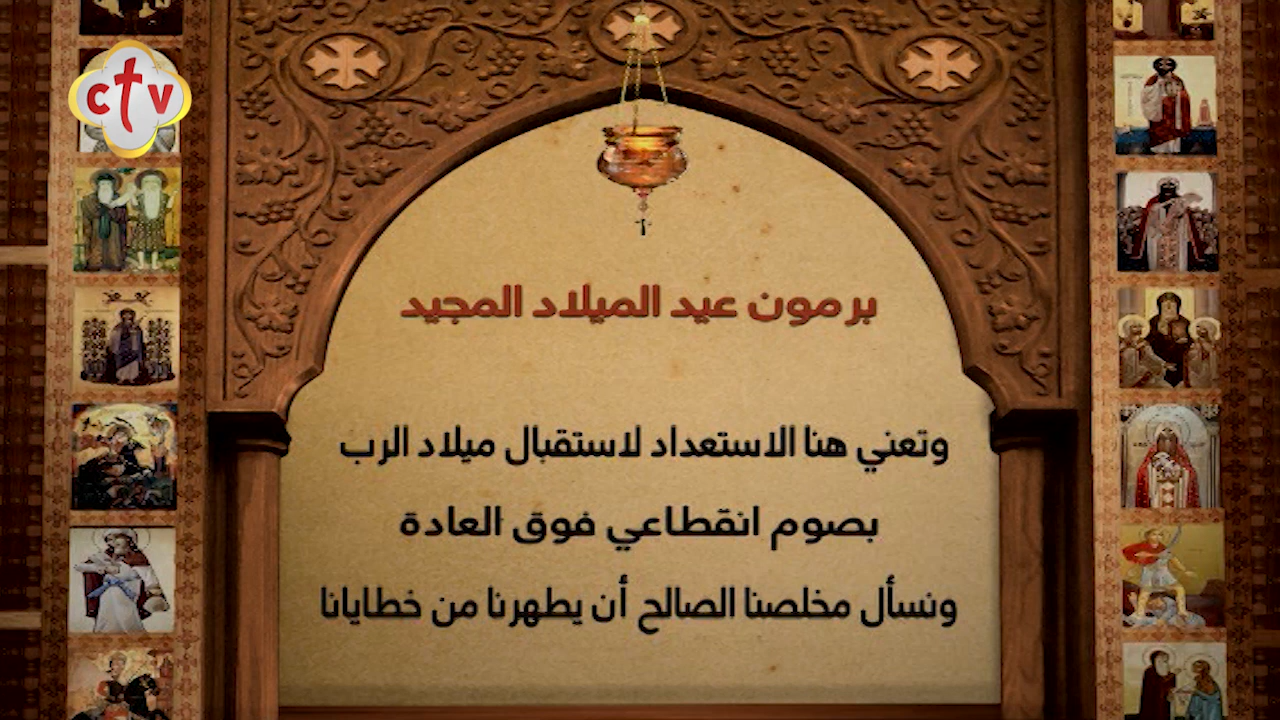 ctv
برمون عيد الميلاد المجيد
وتعني هنا الاستعداد لاستقبال ميلاد الرب
بصوم انقطاعي فوق العادة
ونسأل مخلصنا الصالح أن يطهرنا من خطايانا